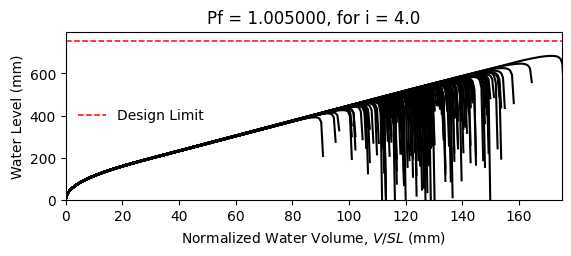 Pf = 1.005000, for i = 4.0
Water Level (mm)
600
400
200
0
Design Limit
0 20 40 60 80 100 120 140 160
Normalized Water Volume, V/SL (mm)